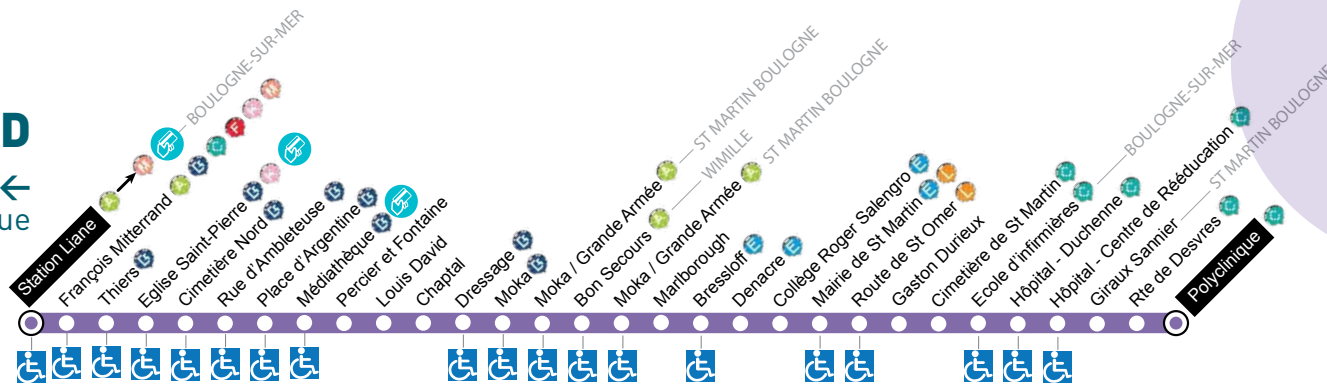 D
←
ue
Station Liane
François Mitterrand
Thiers
Eglise Saint-Pierre
Cimetière Nord
Rue d'Ambleteuse
Place d'Argentine
Médiathèque
Percier et Fontaine
Louis David
Chaptal
Dressage
Moka
Moka / Grande Armée
Bon Secours
Moka / Grande Armée
Marlborough
Bressloff
Denacre
Collège Roger Salengro
Mairie de St Martin
Route de St Omer
Gaston Durieux
Cimetière de St Martin
Ecole d'infirmières
Hôpital - Duchenne
Hôpital - Centre de Rééducation
Giraux Sannier
Rte de Desvres
Polyclinique
BOULOGNE-SUR-MER
ST MARTIN BOULOGNE
WIMILLE
ST MARTIN BOULOGNE
BOULOGNE-SUR-MER
ST MARTIN BOULOGNE
F